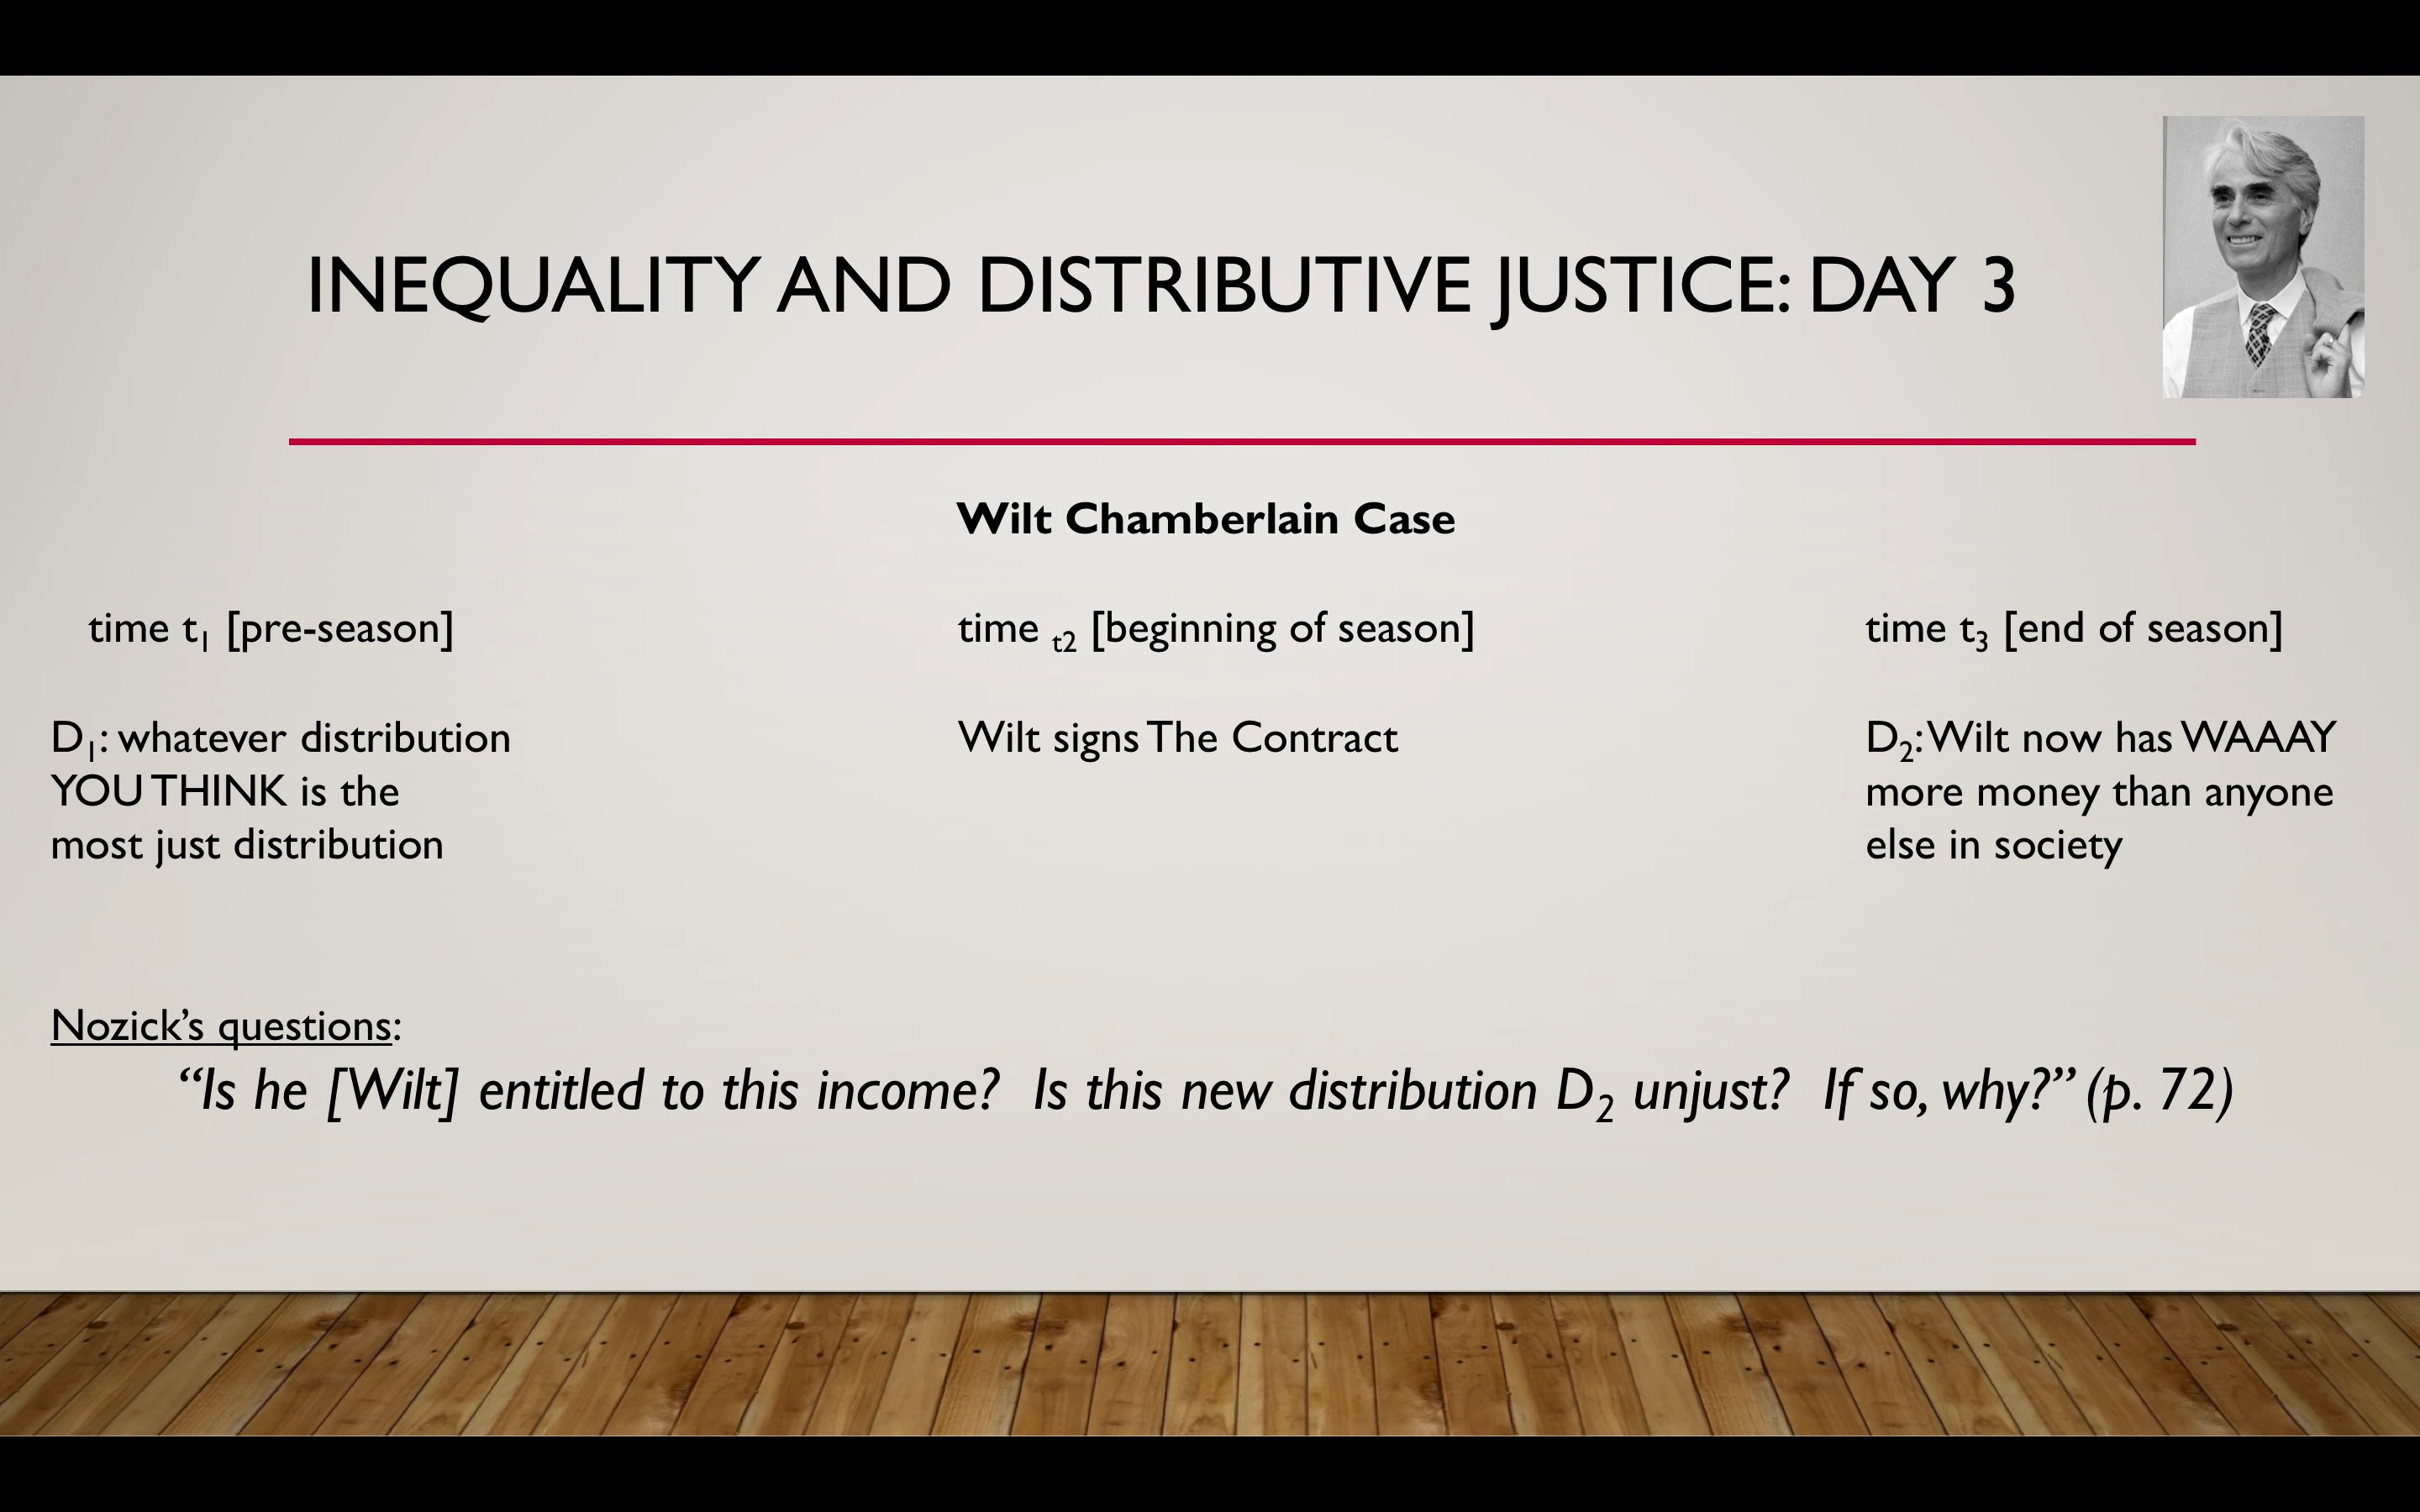 INEQUALITY AND DISTRIBUTIVE JUSTICE: DAY 3
Wilt Chamberlain Case
time t₁ [pre-season]
time t2 [beginning of season]
time t₃ [end of season]
D₁: whatever distribution
YOU THINK is the
most just distribution
Wilt signs The Contract
D₂: Wilt now has WAAAY
more money than anyone
else in society
Nozick’s questions:
“Is he [Wilt] entitled to this income? Is this new distribution D₂ unjust? If so, why?” (p. 72)